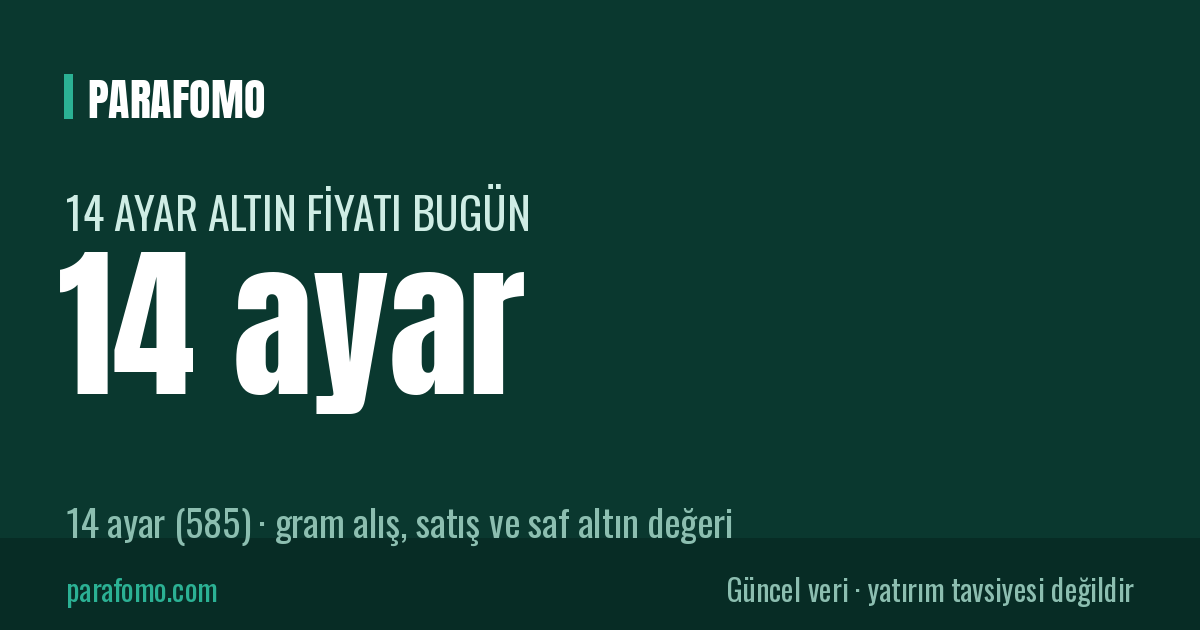 PARAFOMO
14 AYAR ALTIN FİYATI BUGÜN
14 ayar
14 ayar (585) · gram alış, satış ve saf altın değeri
parafomo.com
Güncel veri · yatırım tavsiyesi değildir